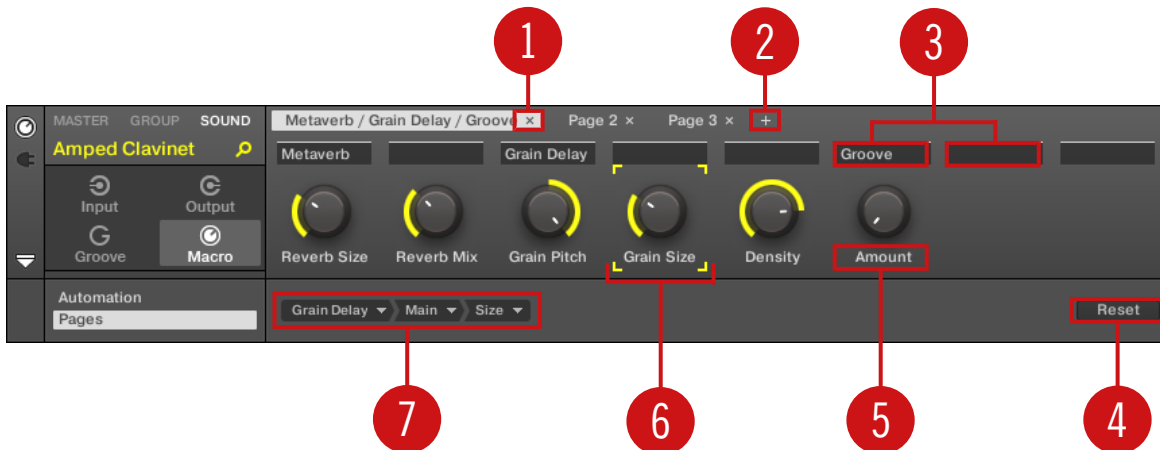 1 2 3
MASTER GROUP SOUND
Metaverb / Grain Delay / Groove × Page 2 × Page 3 × +
Amped Clavinet
Metaverb Grain Delay Groove
Input Output
Groove Macro
Reverb Size Reverb Mix Grain Pitch Grain Size Density Amount
Automation
Pages
Grain Delay Main Size
Reset
7 6 5 4